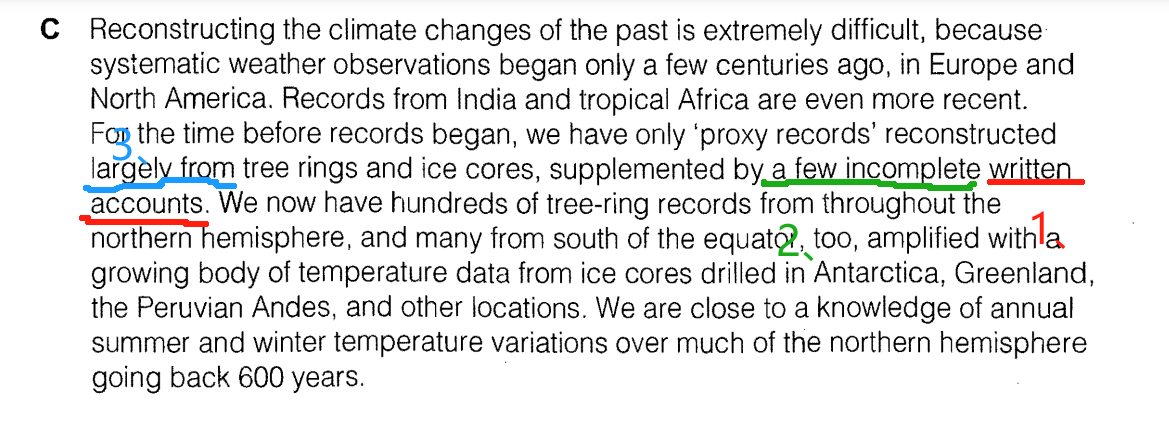 C Reconstructing the climate changes of the past is extremely difficult, because
systematic weather observations began only a few centuries ago, in Europe and
North America. Records from India and tropical Africa are even more recent.
For the time before records began, we have only ‘proxy records’ reconstructed
3、
largely from tree rings and ice cores, supplemented by a few incomplete written
accounts. We now have hundreds of tree-ring records from throughout the
northern hemisphere, and many from south of the equator, too, amplified with a
2、 1、
growing body of temperature data from ice cores drilled in Antarctica, Greenland,
the Peruvian Andes, and other locations. We are close to a knowledge of annual
summer and winter temperature variations over much of the northern hemisphere
going back 600 years.